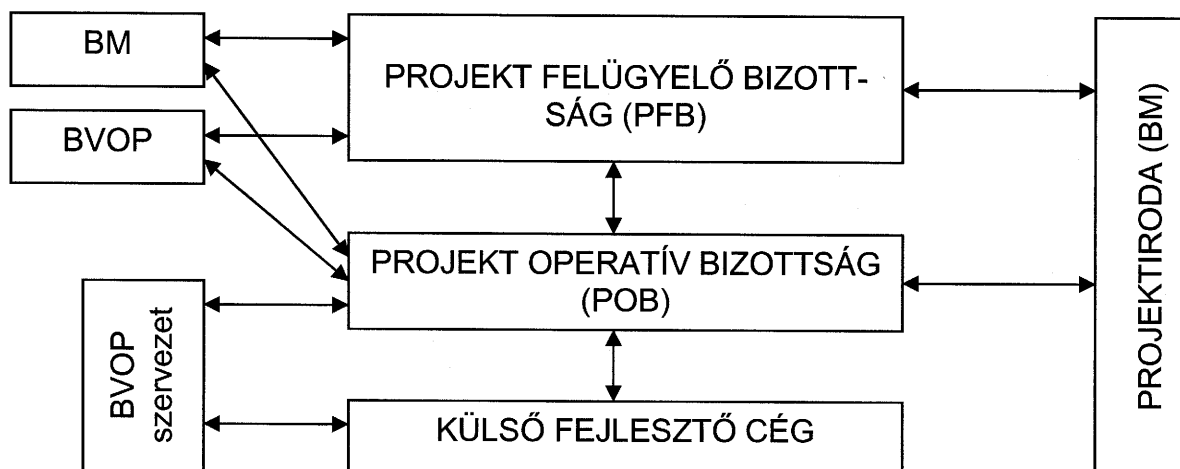 BM
PROJEKT FELÜGYELŐ BIZOTT-
SÁG (PFB)
BVOP
PROJEKT OPERATÍV BIZOTTSÁG
(POB)
BVOP
szervezet
KÜLSŐ FEJLESZTŐ CÉG
PROJEKTIRODA (BM)